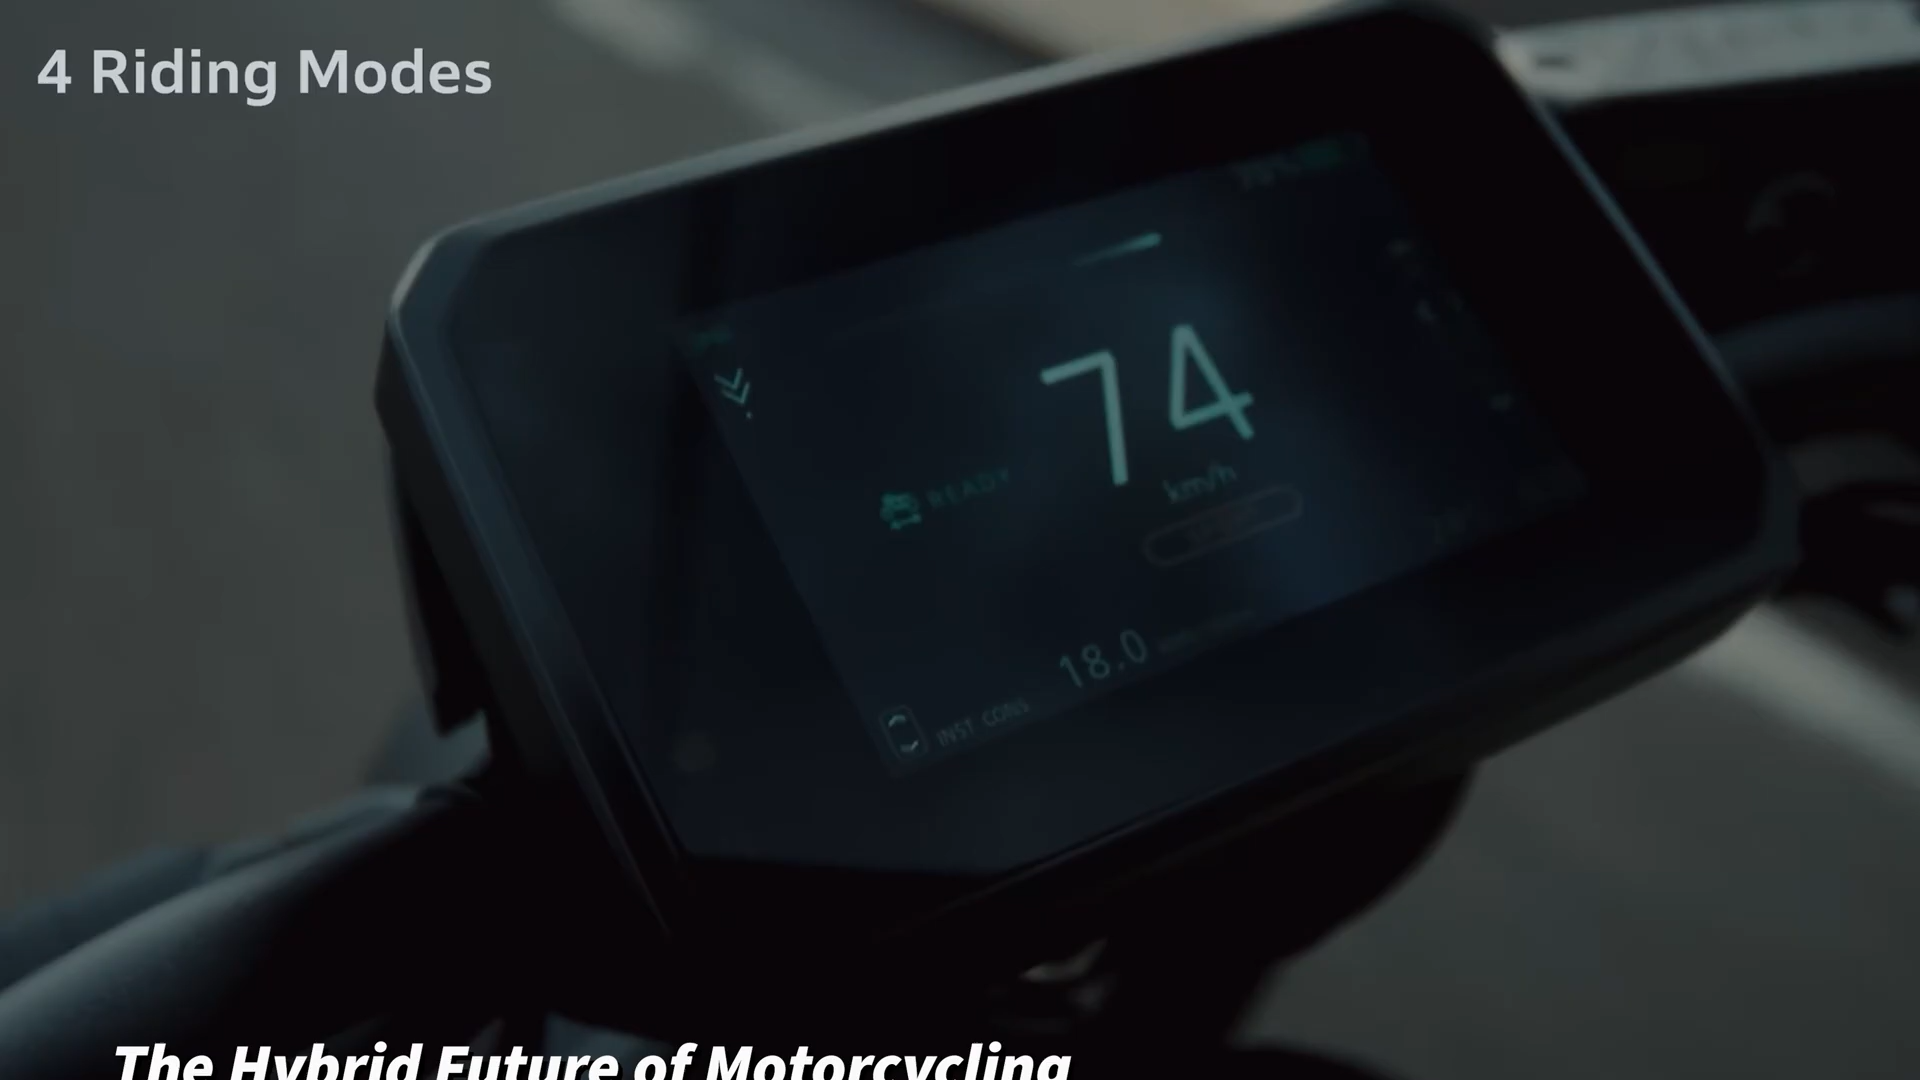 4 Riding Modes
74
km/h
READY
18.0
INST CONS
The Hybrid Future of Motorcycling